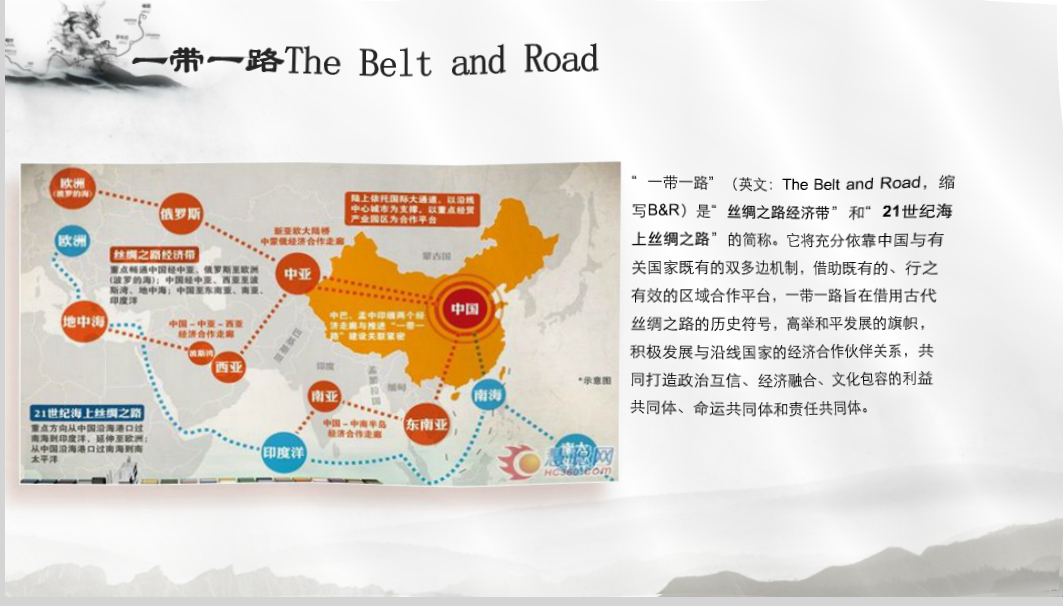 一带一路The Belt and Road
欧洲
(波罗的海)
俄罗斯
陆上依托国际大通道，以沿线
中心城市为支撑，以重点经贸
产业园区为合作平台
欧洲
新亚欧大陆桥
中蒙俄经济合作走廊
丝绸之路经济带
重点畅通中国经中亚、俄罗斯至欧洲
(波罗的海)；中国经中亚、西亚至波
斯湾、地中海；中国至东南亚、南亚、
印度洋
中亚
蒙古国
中国
地中海
中国－中亚－西亚
经济合作走廊
中巴、孟中印缅两个经
济走廊与推进“一带一
路”建设关联紧密
波斯湾
西亚
印度
孟加拉国
缅甸
*示意图
南亚
南海
21世纪海上丝绸之路
重点方向从中国沿海港口过
南海到印度洋，延伸至欧洲；
从中国沿海港口过南海到南
太平洋
中国－中南半岛
经济合作走廊
东南亚
印度洋
南太
HC360.com
“一带一路”（英文：The Belt and Road，缩
写B&R）是“丝绸之路经济带”和“21世纪海
上丝绸之路”的简称。它将充分依靠中国与有
关国家既有的双多边机制，借助既有的、行之
有效的区域合作平台，一带一路旨在借用古代
丝绸之路的历史符号，高举和平发展的旗帜，
积极发展与沿线国家的经济合作伙伴关系，共
同打造政治互信、经济融合、文化包容的利益
共同体、命运共同体和责任共同体。